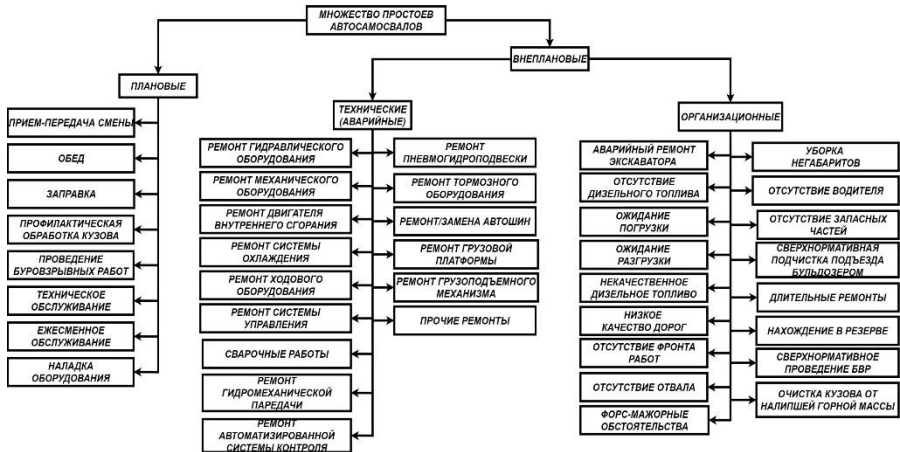 МНОЖЕСТВО ПРОСТОЕВ
АВТОСАМОСВАЛОВ
ПЛАНОВЫЕ
ВНЕПЛАНОВЫЕ
ПРИЕМ-ПЕРЕДАЧА СМЕНЫ
ОБЕД
ЗАПРАВКА
ПРОФИЛАКТИЧЕСКАЯ
ОБРАБОТКА КУЗОВА
ПРОВЕДЕНИЕ
БУРОВЗРЫВНЫХ РАБОТ
ТЕХНИЧЕСКОЕ
ОБСЛУЖИВАНИЕ
ЕЖЕСМЕННОЕ
ОБСЛУЖИВАНИЕ
НАЛАДКА
ОБОРУДОВАНИЯ
ТЕХНИЧЕСКИЕ
(АВАРИЙНЫЕ)
РЕМОНТ ГИДРАВЛИЧЕСКОГО
ОБОРУДОВАНИЯ
РЕМОНТ МЕХАНИЧЕСКОГО
ОБОРУДОВАНИЯ
РЕМОНТ ДВИГАТЕЛЯ
ВНУТРЕННЕГО СГОРАНИЯ
РЕМОНТ СИСТЕМЫ
ОХЛАЖДЕНИЯ
РЕМОНТ ХОДОВОГО
ОБОРУДОВАНИЯ
РЕМОНТ СИСТЕМЫ
УПРАВЛЕНИЯ
СВАРОЧНЫЕ РАБОТЫ
РЕМОНТ
ГИДРОМЕХАНИЧЕСКОЙ
ПАРЕДАЧИ
РЕМОНТ
АВТОМАТИЗИРОВАННОЙ
СИСТЕМЫ КОНТРОЛЯ
РЕМОНТ
ПНЕВМОГИДРОПОДВЕСКИ
РЕМОНТ ТОРМОЗНОГО
ОБОРУДОВАНИЯ
РЕМОНТ/ЗАМЕНА АВТОШИН
РЕМОНТ ГРУЗОВОЙ
ПЛАТФОРМЫ
РЕМОНТ ГРУЗОПОДЪЕМНОГО
МЕХАНИЗМА
ПРОЧИЕ РЕМОНТЫ
ОРГАНИЗАЦИОННЫЕ
АВАРИЙНЫЙ РЕМОНТ
ЭКСКАВАТОРА
ОТСУТСТВИЕ
ДИЗЕЛЬНОГО ТОПЛИВА
ОЖИДАНИЕ
ПОГРУЗКИ
ОЖИДАНИЕ
РАЗГРУЗКИ
НЕКАЧЕСТВЕННОЕ
ДИЗЕЛЬНОЕ ТОПЛИВО
НИЗКОЕ
КАЧЕСТВО ДОРОГ
ОТСУТСТВИЕ ФРОНТА
РАБОТ
ОТСУТСТВИЕ ОТВАЛА
ФОРС-МАЖОРНЫЕ
ОБСТОЯТЕЛЬСТВА
УБОРКА
НЕГАБАРИТОВ
ОТСУТСТВИЕ ВОДИТЕЛЯ
ОТСУТСТВИЕ ЗАПАСНЫХ
ЧАСТЕЙ
СВЕРХНОРМАТИВНАЯ
ПОДЧИСТКА ПОДЪЕЗДА
БУЛЬДОЗЕРОМ
ДЛИТЕЛЬНЫЕ РЕМОНТЫ
НАХОЖДЕНИЕ В РЕЗЕРВЕ
СВЕРХНОРМАТИВНОЕ
ПРОВЕДЕНИЕ БВР
ОЧИСТКА КУЗОВА ОТ
НАЛИПШЕЙ ГОРНОЙ МАССЫ